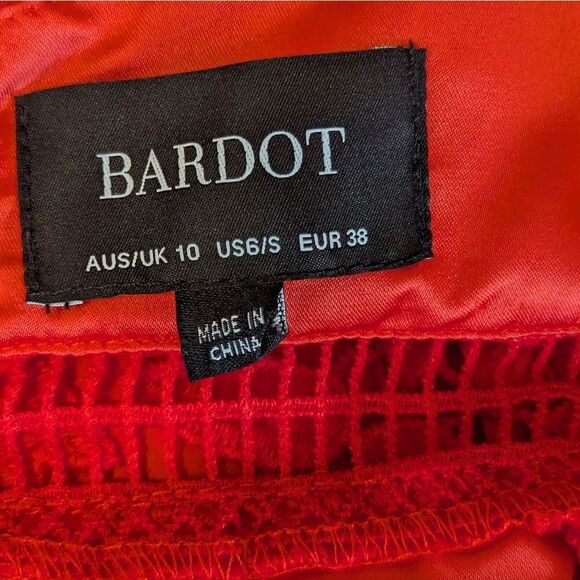 BARDOT
AUS/UK 10 US6/S EUR 38
MADE IN
CHINA